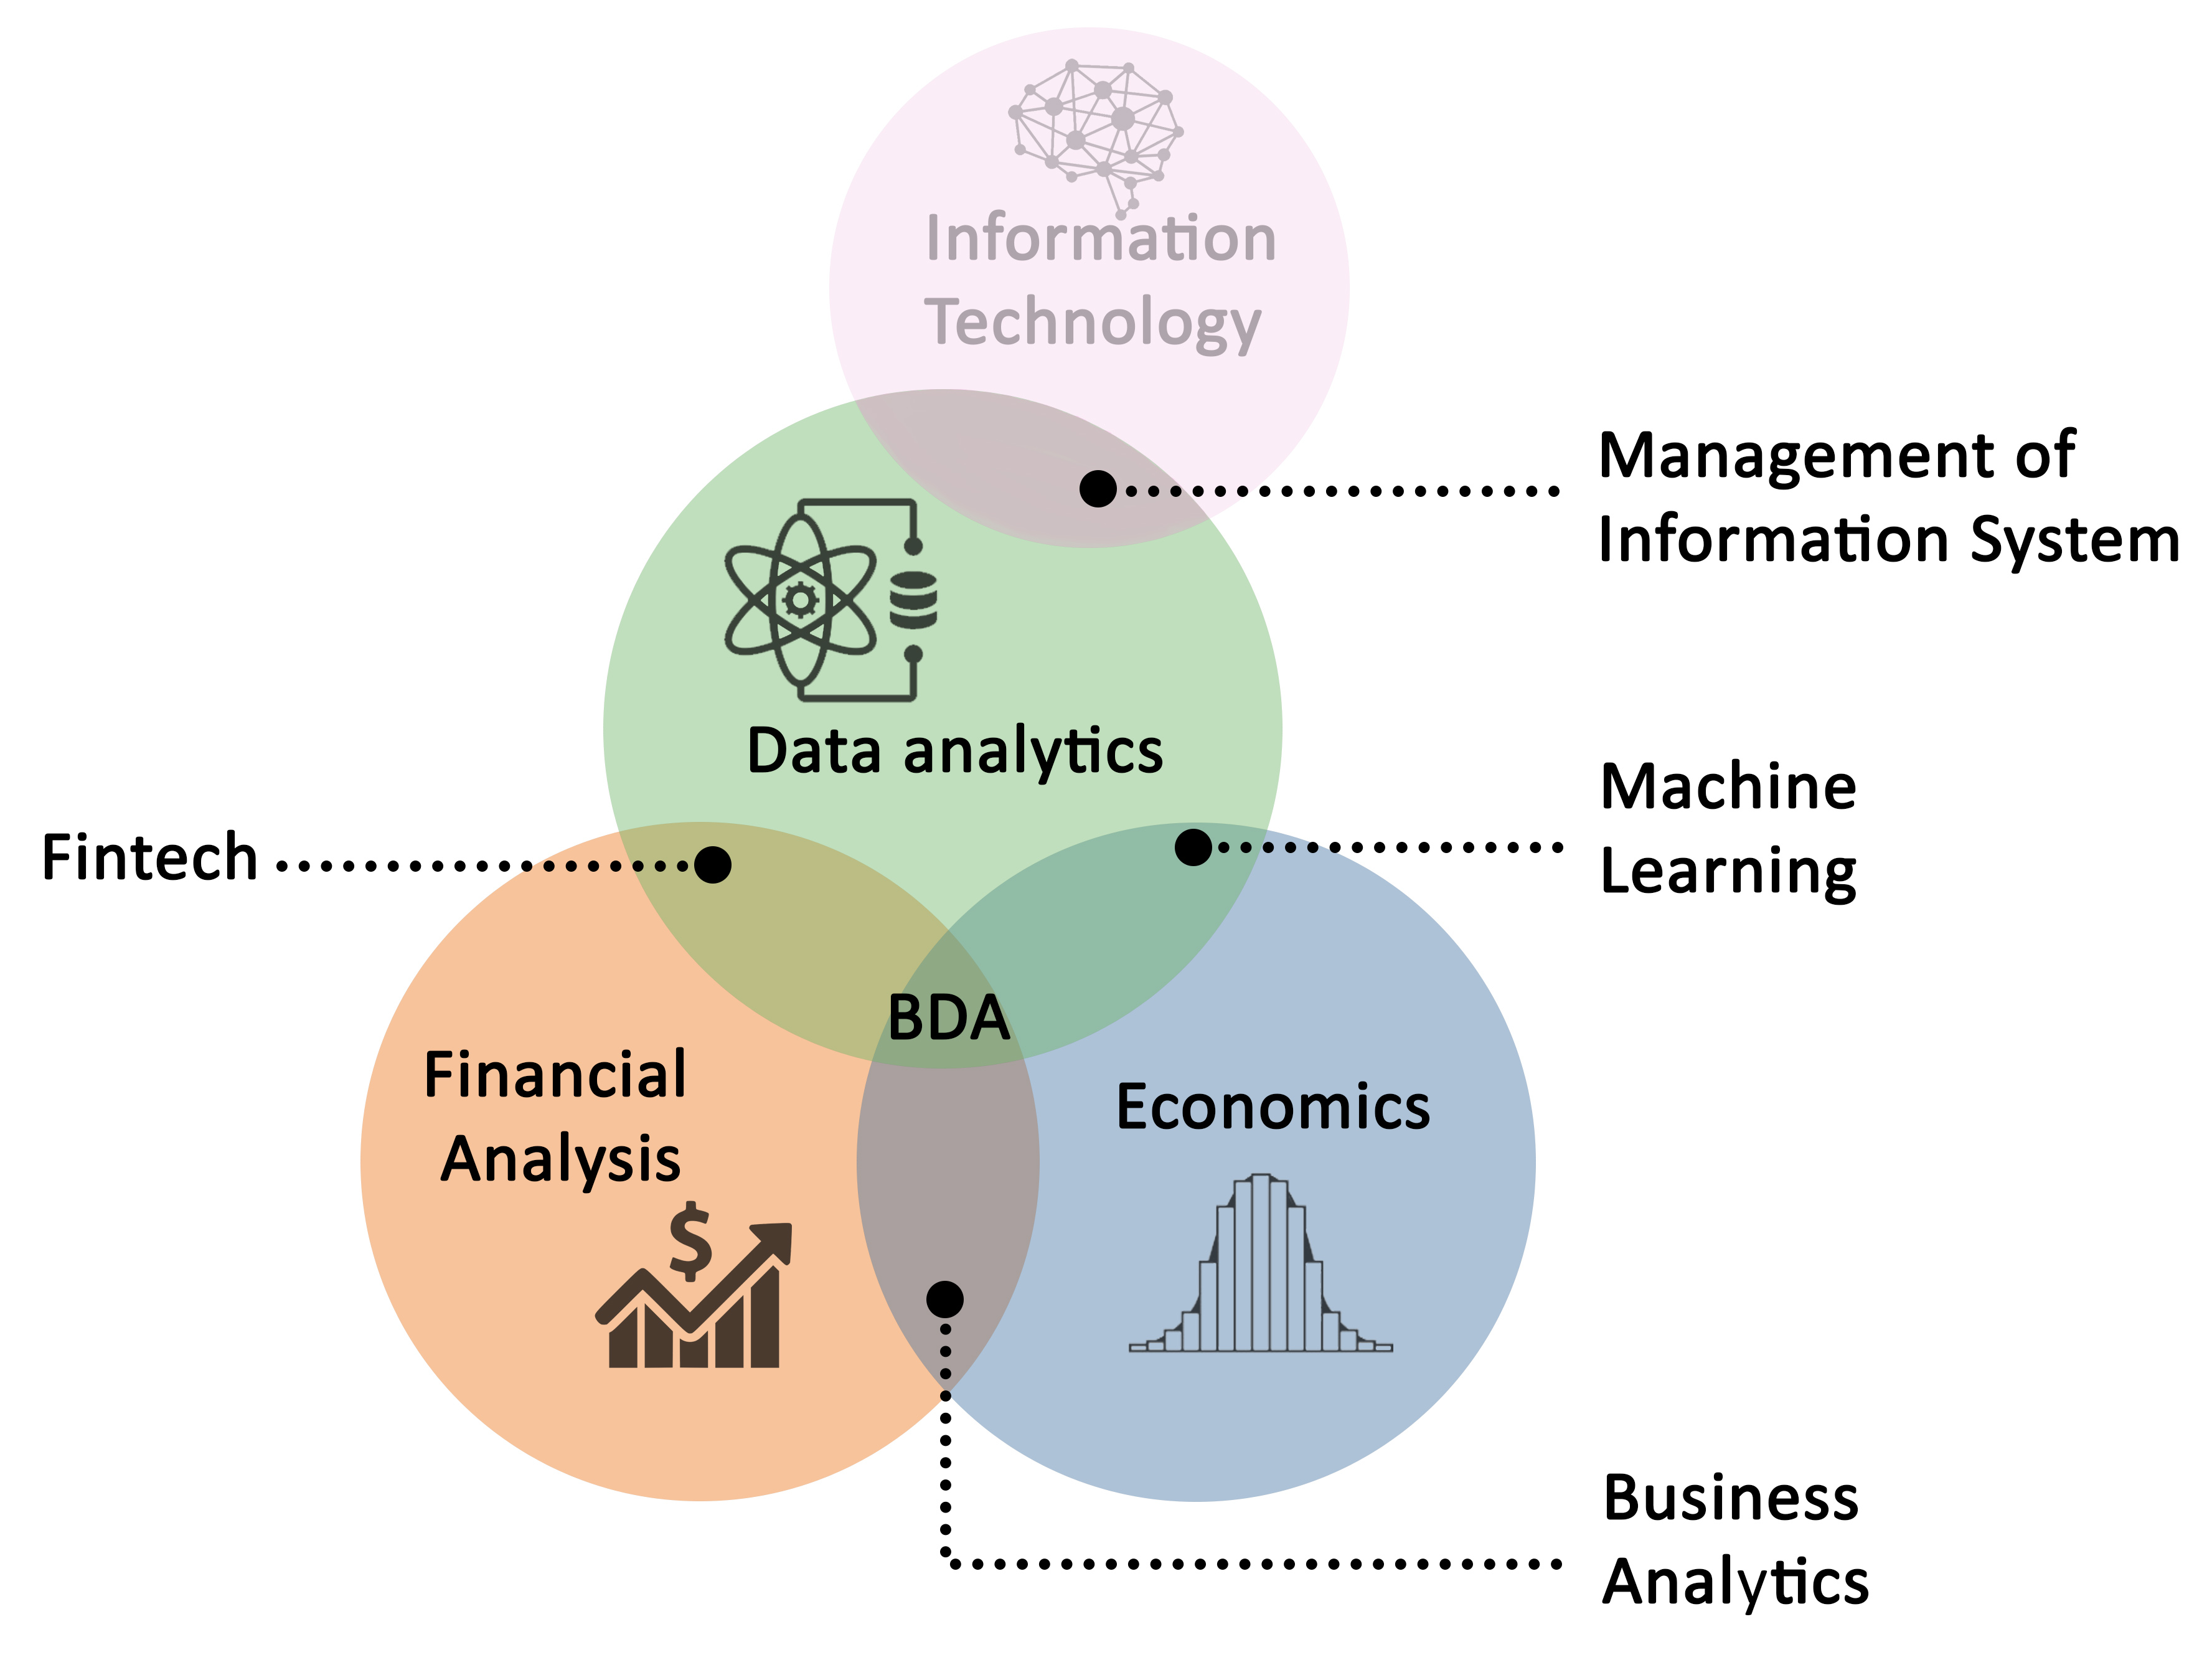 Information
Technology
Management of
Information System
Data analytics
Machine
Learning
Fintech
BDA
Financial
Analysis
Economics
$
Business
Analytics